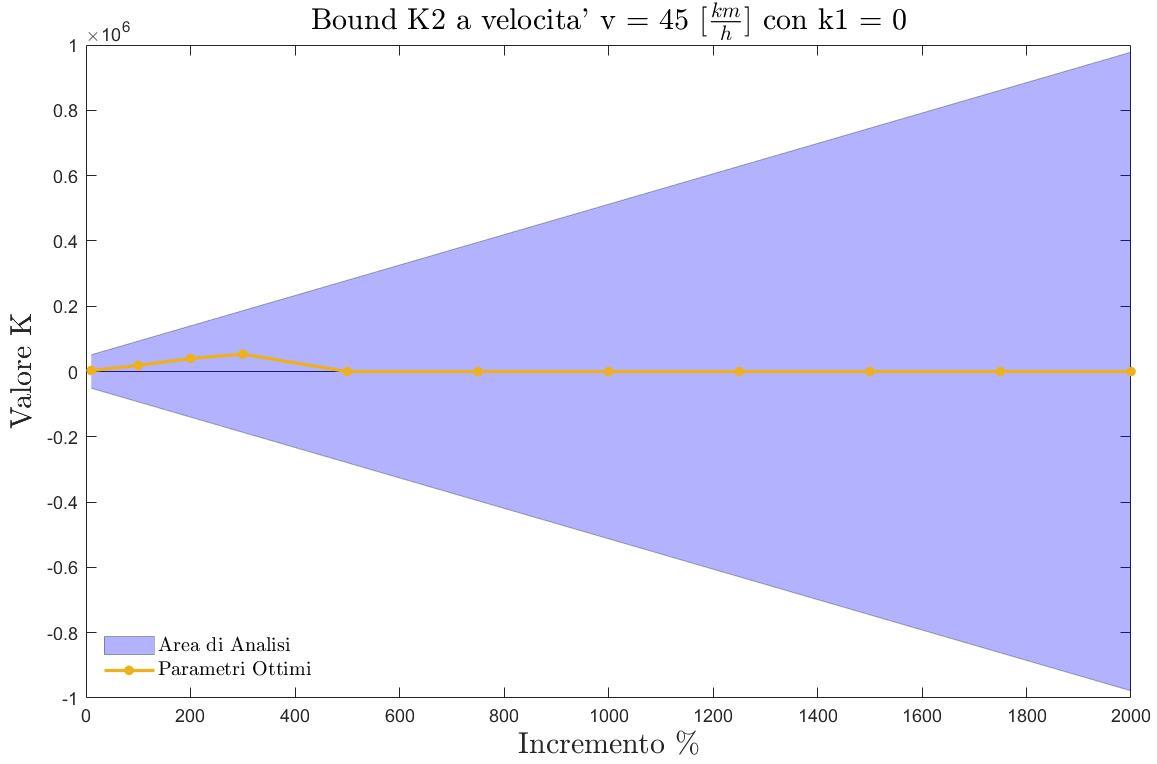 Bound K2 a velocita' v = 45 [km/h] con k1 = 0
×10^6
1
0.8
0.6
0.4
0.2
0
-0.2
-0.4
-0.6
-0.8
-1
Valore K
Area di Analisi
Parametri Ottimi
0 200 400 600 800 1000 1200 1400 1600 1800 2000
Incremento %